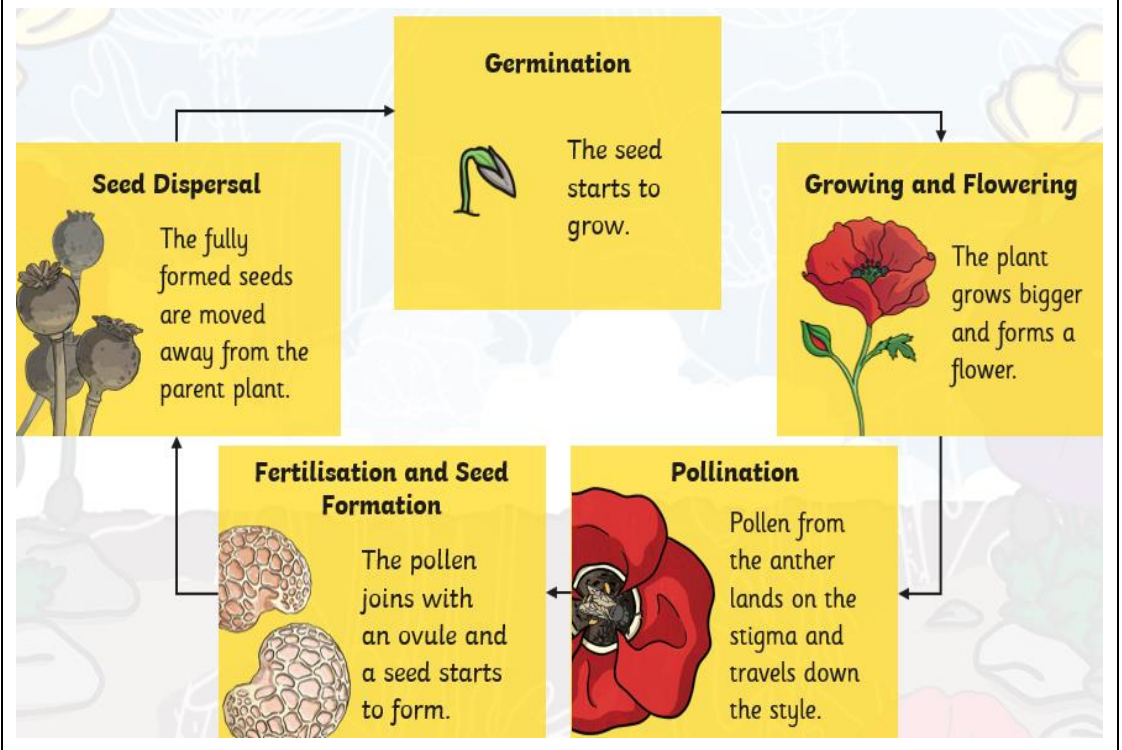 Germination
The seed
starts to
grow.
Growing and Flowering
The plant
grows bigger
and forms a
flower.
Pollination
Pollen from
the anther
lands on the
stigma and
travels down
the style.
Fertilisation and Seed
Formation
The pollen
joins with
an ovule and
a seed starts
to form.
Seed Dispersal
The fully
formed seeds
are moved
away from the
parent plant.